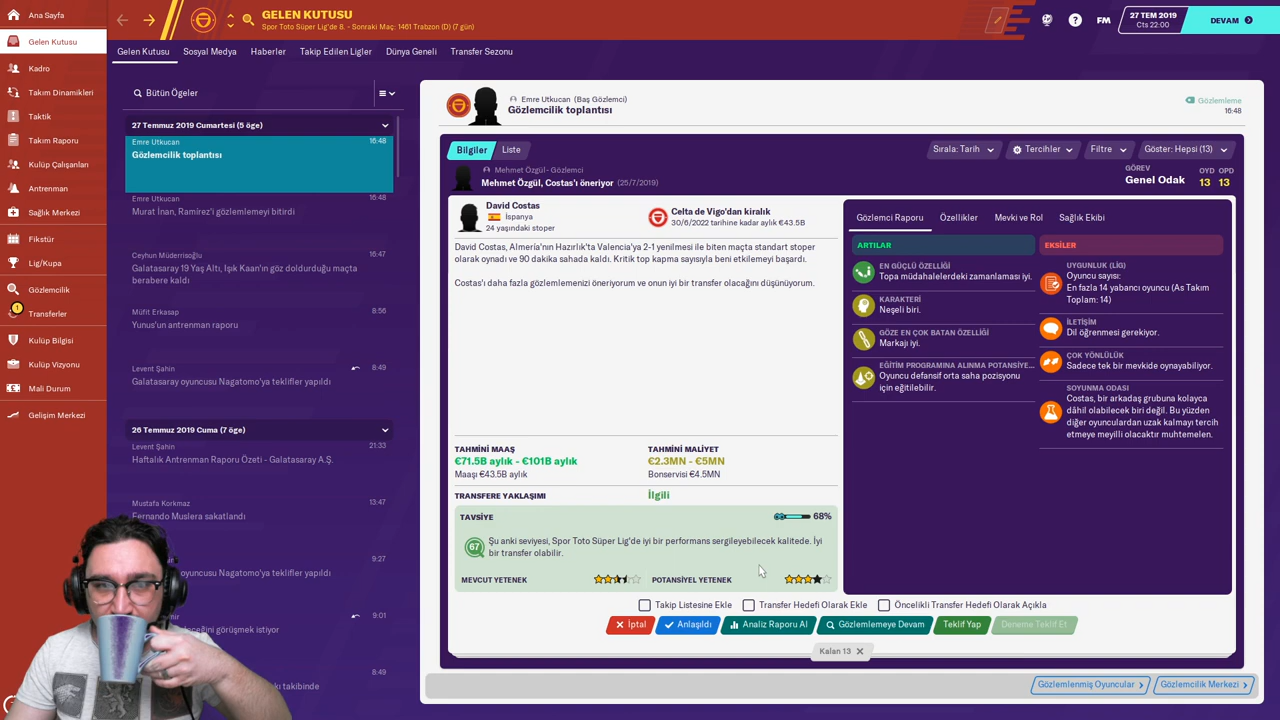 Ana Sayfa
Gelen Kutusu
Kadro
Takım Dinamikleri
Taktik
Takım Raporu
Kulüp Çalışanları
Antrenman
Sağlık Merkezi
Fikstür
Lig/Kupa
Gözlemcilik
1
Transferler
Kulüp Bilgisi
Kulüp Vizyonu
Mali Durum
Gelişim Merkezi
GELEN KUTUSU
Spor Toto Süper Lig'de 8. - Sonraki Maç: 1461 Trabzon (D) (7 gün)
FM
27 TEM 2019
Cts 22:00
DEVAM
Gelen Kutusu
Sosyal Medya
Haberler
Takip Edilen Ligler
Dünya Geneli
Transfer Sezonu
Bütün Ögeler
27 Temmuz 2019 Cumartesi (5 öge)
Emre Utkucan 16:48
Gözlemcilik toplantısı
Emre Utkucan 16:48
Murat İnan, Ramírez'i gözlemlemeyi bitirdi
Ceyhun Müderrisoğlu 16:47
Galatasaray 19 Yaş Altı, Işık Kaan'ın göz doldurduğu maçta
berabere kaldı
Müfit Erkasap 8:56
Yunus'un antrenman raporu
Levent Şahin 8:49
Galatasaray oyuncusu Nagatomo'ya teklifler yapıldı
26 Temmuz 2019 Cuma (7 öge)
Levent Şahin 21:33
Haftalık Antrenman Raporu Özeti - Galatasaray A.Ş.
Mustafa Korkmaz 13:47
Fernando Muslera sakatlandı
9:27
oyuncusu Nagatomo'ya teklifler yapıldı
9:01
görüşmek istiyor
8:49
takibinde
Emre Utkucan (Baş Gözlemci)
Gözlemcilik toplantısı
Gözlemleme
16:48
Bilgiler
Liste
Sırala: Tarih
Tercihler
Filtre
Göster: Hepsi (13)
Mehmet Özgül- Gözlemci
Mehmet Özgül, Costas'ı öneriyor (25/7/2019)
GÖREV
Genel Odak
OYD OPD
13 13
David Costas
İspanya
24 yaşındaki stoper
Celta de Vigo'dan kiralık
30/6/2022 tarihine kadar aylık €43.5B
David Costas, Almería'nın Hazırlık'ta Valencia'ya 2-1 yenilmesi ile biten maçta standart stoper
olarak oynadı ve 90 dakika sahada kaldı. Kritik top kapma sayısıyla beni etkilemeyi başardı.
Costas'ı daha fazla gözlemlemenizi öneriyorum ve onun iyi bir transfer olacağını düşünüyorum.
TAHMİNİ MAAŞ
€71.5B aylık - €101B aylık
Maaşı €43.5B aylık
TAHMİNİ MALİYET
€2.3MN - €5MN
Bonservisi €4.5MN
TRANSFERE YAKLAŞIMI
İlgili
TAVSİYE
68%
67
Şu anki seviyesi, Spor Toto Süper Lig'de iyi bir performans sergileyebilecek kalitede. İyi
bir transfer olabilir.
MEVCUT YETENEK
POTANSİYEL YETENEK
Gözlemci Raporu
Özellikler
Mevki ve Rol
Sağlık Ekibi
ARTILAR
EN GÜÇLÜ ÖZELLİĞİ
Topa müdahalelerdeki zamanlaması iyi.
KARAKTERİ
Neşeli biri.
GÖZE EN ÇOK BATAN ÖZELLİĞİ
Markajı iyi.
EĞİTİM PROGRAMINA ALINMA POTANSİYE...
Oyuncu defansif orta saha pozisyonu
için eğitilebilir.
EKSİLER
UYGUNLUK (LİG)
Oyuncu sayısı:
En fazla 14 yabancı oyuncu (As Takım
Toplam: 14)
İLETİŞİM
Dil öğrenmesi gerekiyor.
ÇOK YÖNLÜLÜK
Sadece tek bir mevkide oynayabiliyor.
SOYUNMA ODASI
Costas, bir arkadaş grubuna kolayca
dâhil olabilecek biri değil. Bu yüzden
diğer oyunculardan uzak kalmayı tercih
etmeye meyilli olacaktır muhtemelen.
Takip Listesine Ekle
Transfer Hedefi Olarak Ekle
Öncelikli Transfer Hedefi Olarak Açıkla
İptal
Anlaşıldı
Analiz Raporu Al
Gözlemlemeye Devam
Teklif Yap
Deneme Teklif Et
Kalan 13
Gözlemlenmiş Oyuncular
Gözlemcilik Merkezi